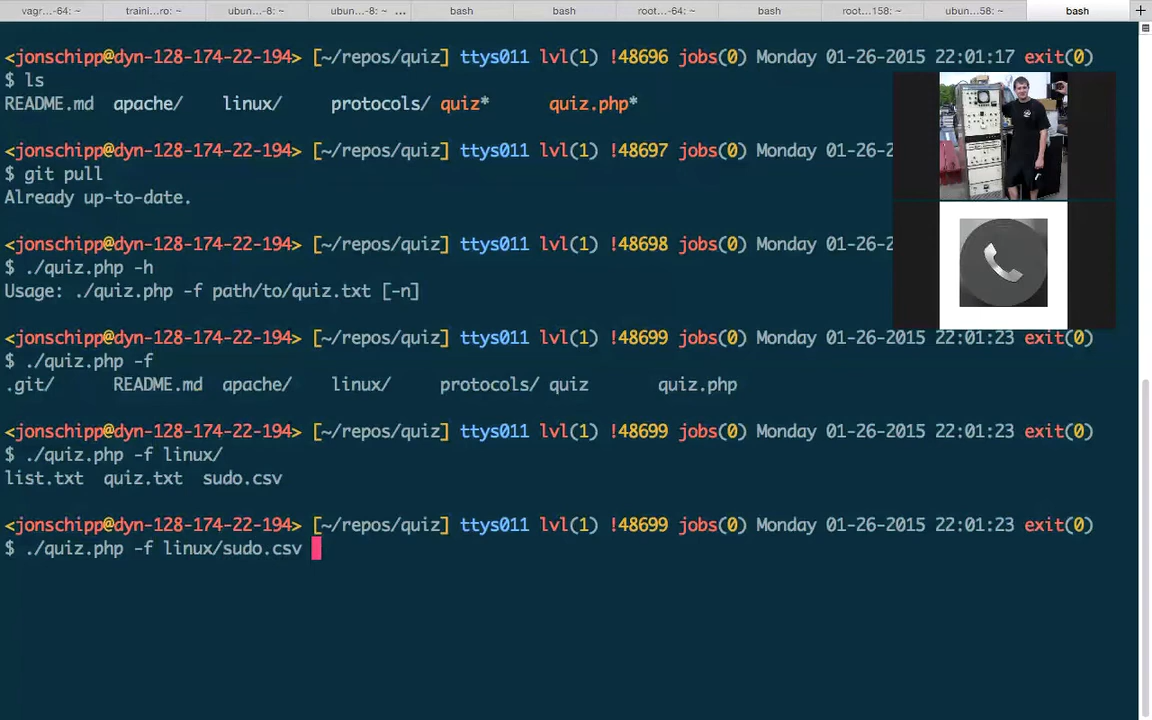 vagr...-64: ~ traini...ro: ~ ubun...-8: ~ ubun...-8: ~ ... bash bash root...-64: ~ bash root...158: ~ ubun...58: ~ bash +
<jonschipp@dyn-128-174-22-194> [~/repos/quiz] ttys011 lvl(1) !48696 jobs(0) Monday 01-26-2015 22:01:17 exit(0)
$ ls
README.md apache/ linux/ protocols/ quiz* quiz.php*
<jonschipp@dyn-128-174-22-194> [~/repos/quiz] ttys011 lvl(1) !48697 jobs(0) Monday 01-26-2
$ git pull
Already up-to-date.
<jonschipp@dyn-128-174-22-194> [~/repos/quiz] ttys011 lvl(1) !48698 jobs(0) Monday 01-26-2
$ ./quiz.php -h
Usage: ./quiz.php -f path/to/quiz.txt [-n]
<jonschipp@dyn-128-174-22-194> [~/repos/quiz] ttys011 lvl(1) !48699 jobs(0) Monday 01-26-2015 22:01:23 exit(0)
$ ./quiz.php -f
.git/ README.md apache/ linux/ protocols/ quiz quiz.php
<jonschipp@dyn-128-174-22-194> [~/repos/quiz] ttys011 lvl(1) !48699 jobs(0) Monday 01-26-2015 22:01:23 exit(0)
$ ./quiz.php -f linux/
list.txt quiz.txt sudo.csv
<jonschipp@dyn-128-174-22-194> [~/repos/quiz] ttys011 lvl(1) !48699 jobs(0) Monday 01-26-2015 22:01:23 exit(0)
$ ./quiz.php -f linux/sudo.csv